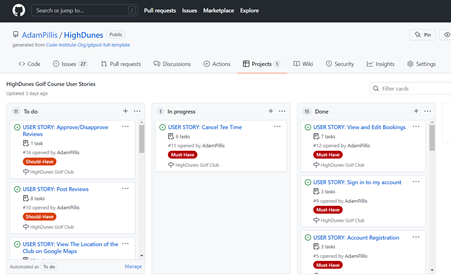 Search or jump to...
/
Pull requests Issues Marketplace Explore
AdamPillis / HighDunes Public
Pin
generated from Code-Institute-Org/gitpod-full-template
Code Issues 27 Pull requests Discussions Actions Projects 1 Wiki Security Insights Settings
HighDunes Golf Course User Stories
Updated 3 days ago
Filter cards
11 To do
USER STORY: Approve/Disapprove
Reviews
1 task
#16 opened by AdamPillis
Should-Have
HighDunes Golf Club
USER STORY: Post Reviews
8 tasks
#10 opened by AdamPillis
Should-Have
HighDunes Golf Club
USER STORY: View The Location of the
Club on Google Maps
Automated as To do Manage
1 In progress
USER STORY: Cancel Tee Time
6 tasks
#11 opened by AdamPillis
Must-Have
HighDunes Golf Club
15 Done
USER STORY: View and Edit Bookings
7 tasks
#12 opened by AdamPillis
Must-Have
HighDunes Golf Club
USER STORY: Sign in to my account
3 tasks
#9 opened by AdamPillis
Must-Have
HighDunes Golf Club
USER STORY: Account Registration
3 tasks
#5 opened by AdamPillis
Must-Have